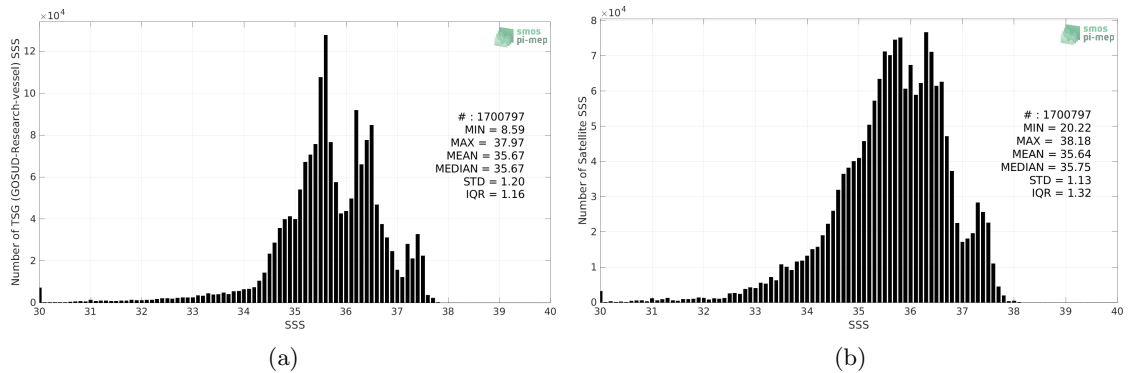 ×10⁴
smos
pi-mep
Number of TSG (GOSUD-Research-vessel) SSS
12
10
8
6
4
2
0
# : 1700797
MIN = 8.59
MAX = 37.97
MEAN = 35.67
MEDIAN = 35.67
STD = 1.20
IQR = 1.16
30 31 32 33 34 35 36 37 38 39 40
SSS
(a)
×10⁴
smos
pi-mep
Number of Satellite SSS
8
7
6
5
4
3
2
1
0
# : 1700797
MIN = 20.22
MAX = 38.18
MEAN = 35.64
MEDIAN = 35.75
STD = 1.13
IQR = 1.32
30 31 32 33 34 35 36 37 38 39 40
SSS
(b)